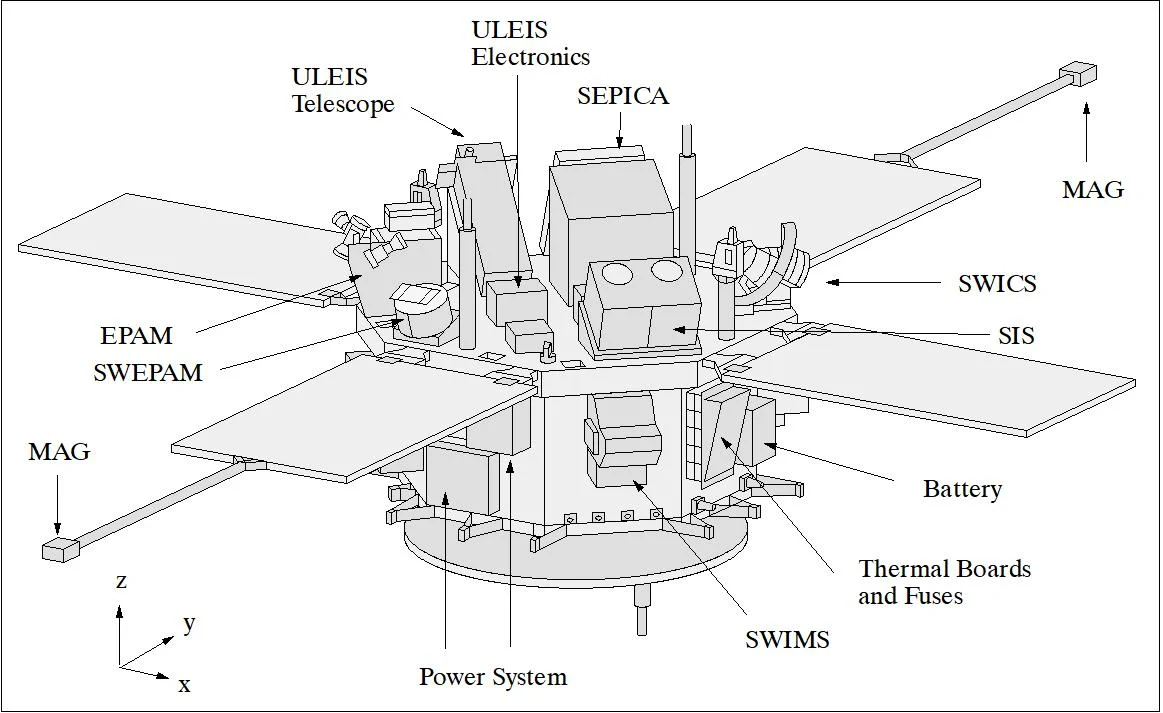 ULEIS
Electronics
ULEIS
Telescope
SEPICA
MAG
SWICS
EPAM
SIS
SWEPAM
MAG
Battery
Thermal Boards
and Fuses
z
y
SWIMS
x
Power System